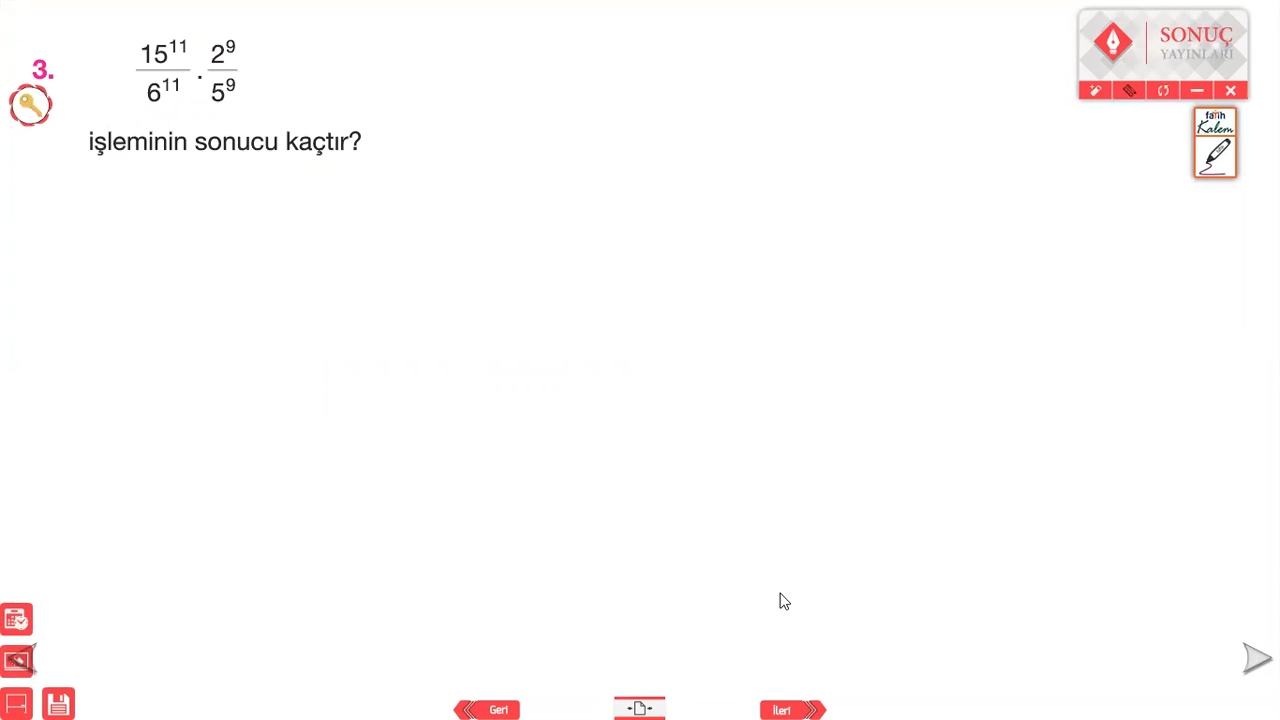 3.
15^11 / 6^11 . 2^9 / 5^9
işleminin sonucu kaçtır?
SONUÇ
YAYINLARI
fatih
Kalem
Geri
İleri